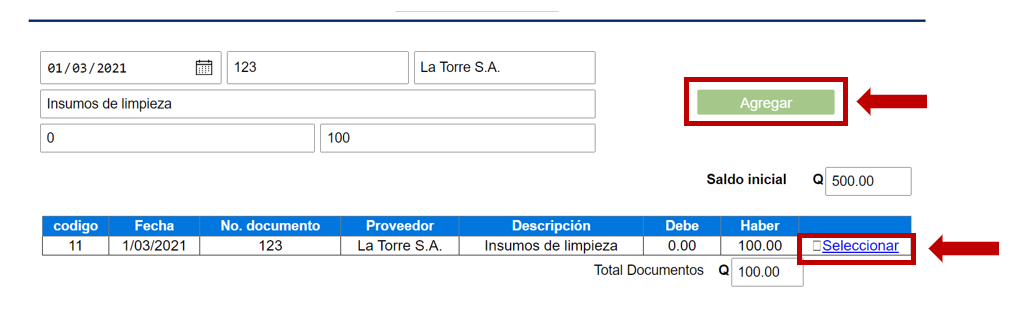 01/03/2021 123 La Torre S.A.
Insumos de limpieza
Agregar
0 100
Saldo inicial Q 500.00
codigo Fecha No. documento Proveedor Descripción Debe Haber
11 1/03/2021 123 La Torre S.A. Insumos de limpieza 0.00 100.00 Seleccionar
Total Documentos Q 100.00